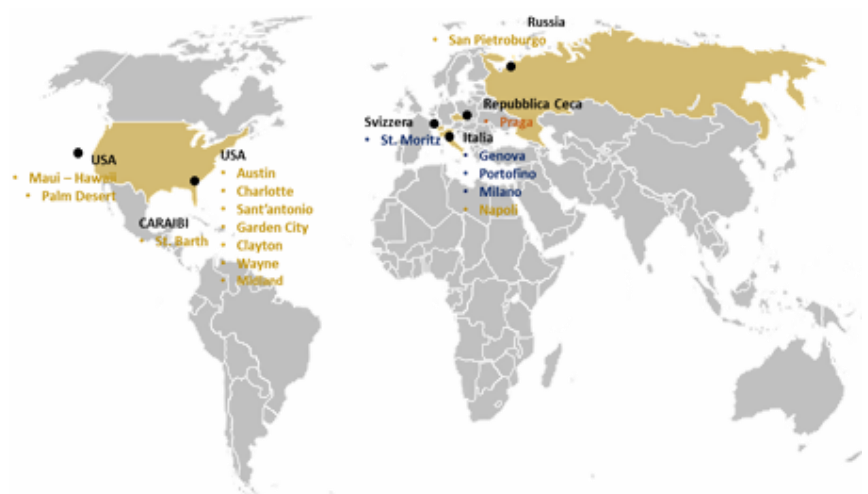 Russia
• San Pietroburgo
Repubblica Ceca
• Praga
Svizzera
• St. Moritz
Italia
• Genova
• Portofino
• Milano
• Napoli
USA
• Maui – Hawaii
• Palm Desert
USA
• Austin
• Charlotte
• Sant'antonio
• Garden City
• Clayton
• Wayne
• Midland
CARAIBI
• St. Barth